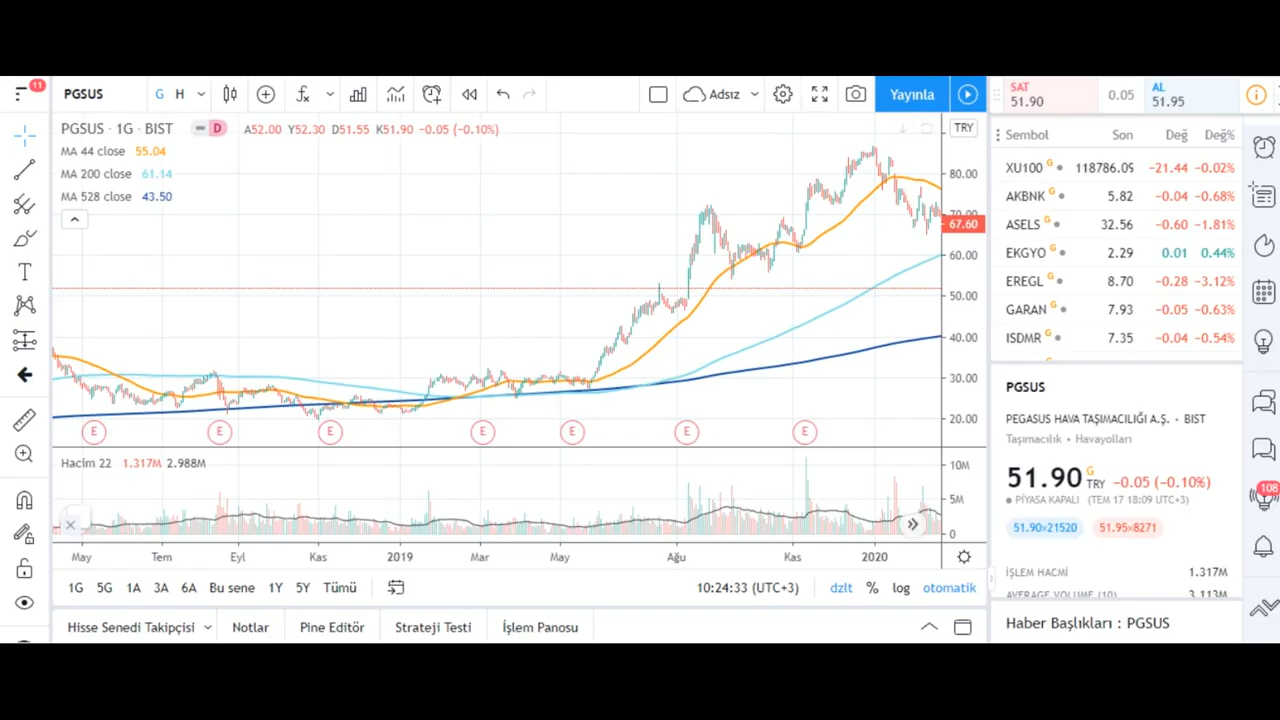 11
PGSUS
G H
Adsız
Yayınla
PGSUS · 1G · BIST
D
A52.00 Y52.30 D51.55 K51.90 −0.05 (−0.10%)
MA 44 close 55.04
MA 200 close 61.14
MA 528 close 43.50
TRY
80.00
70.00
67.60
60.00
50.00
40.00
30.00
20.00
E E E E E E E
Hacim 22 1.317M 2.988M
10M
5M
0
May Tem Eyl Kas 2019 Mar May Ağu Kas 2020
1G 5G 1A 3A 6A Bu sene 1Y 5Y Tümü
10:24:33 (UTC+3) dzlt % log otomatik
Hisse Senedi Takipçisi Notlar Pine Editör Strateji Testi İşlem Panosu
SAT
51.90
0.05
AL
51.95
Sembol Son Değ Değ%
XU100 G 118786.09 −21.44 −0.02%
AKBNK G 5.82 −0.04 −0.68%
ASELS G 32.56 −0.60 −1.81%
EKGYO G 2.29 0.01 0.44%
EREGL G 8.70 −0.28 −3.12%
GARAN G 7.93 −0.05 −0.63%
ISDMR G 7.35 −0.04 −0.54%
PGSUS
PEGASUS HAVA TAŞIMACILIĞI A.Ş. • BIST
Taşımacılık • Havayolları
51.90 G TRY −0.05 (−0.10%)
PİYASA KAPALI (TEM 17 18:09 UTC+3)
51.90×21520 51.95×8271
İŞLEM HACMİ 1.317M
AVERAGE VOLUME (10) 3.113M
Haber Başlıkları : PGSUS
108